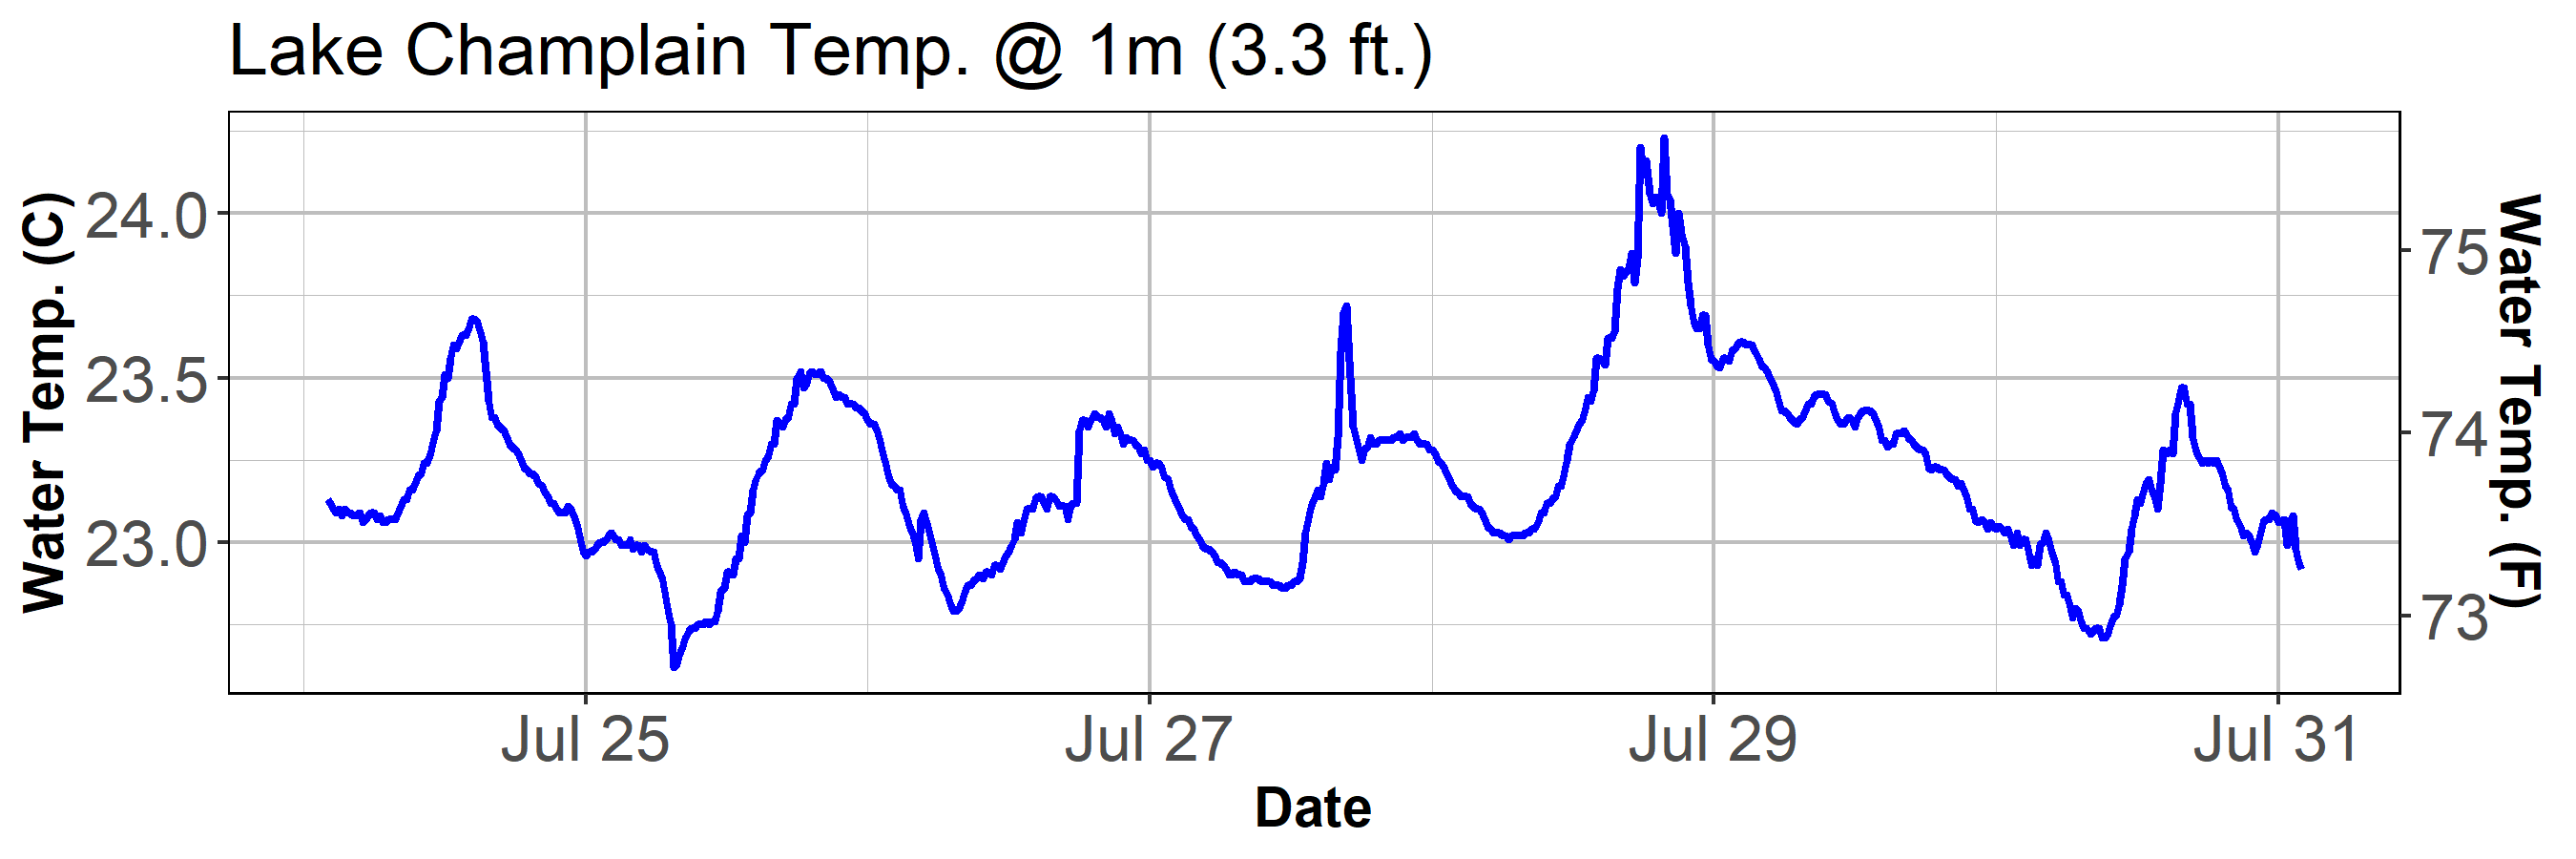 Lake Champlain Temp. @ 1m (3.3 ft.)
Water Temp. (C)
24.0
23.5
23.0
75
74
73
Water Temp. (F)
Jul 25
Jul 27
Jul 29
Jul 31
Date